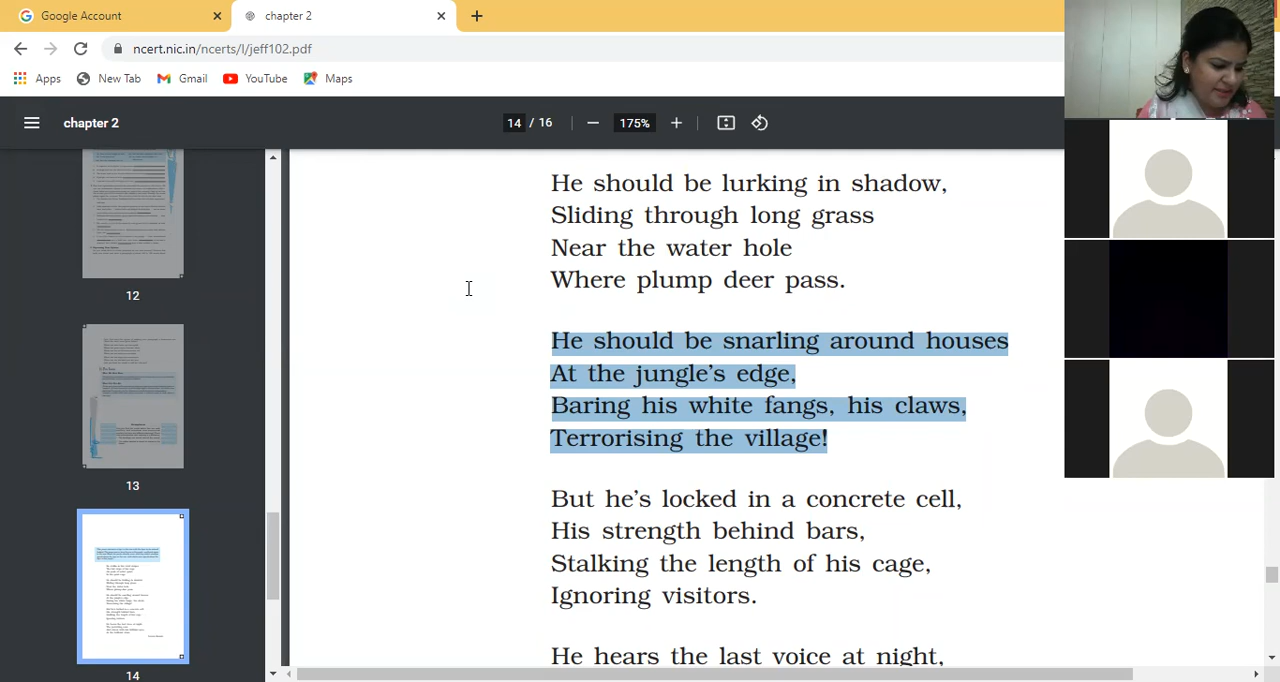 Google Account
chapter 2
ncert.nic.in/ncerts/l/jeff102.pdf
Apps
New Tab
Gmail
YouTube
Maps
chapter 2
14 / 16
175%
12
13
14
He should be lurking in shadow,
Sliding through long grass
Near the water hole
Where plump deer pass.
He should be snarling around houses
At the jungle's edge,
Baring his white fangs, his claws,
Terrorising the village!
But he's locked in a concrete cell,
His strength behind bars,
Stalking the length of his cage,
Ignoring visitors.
He hears the last voice at night,